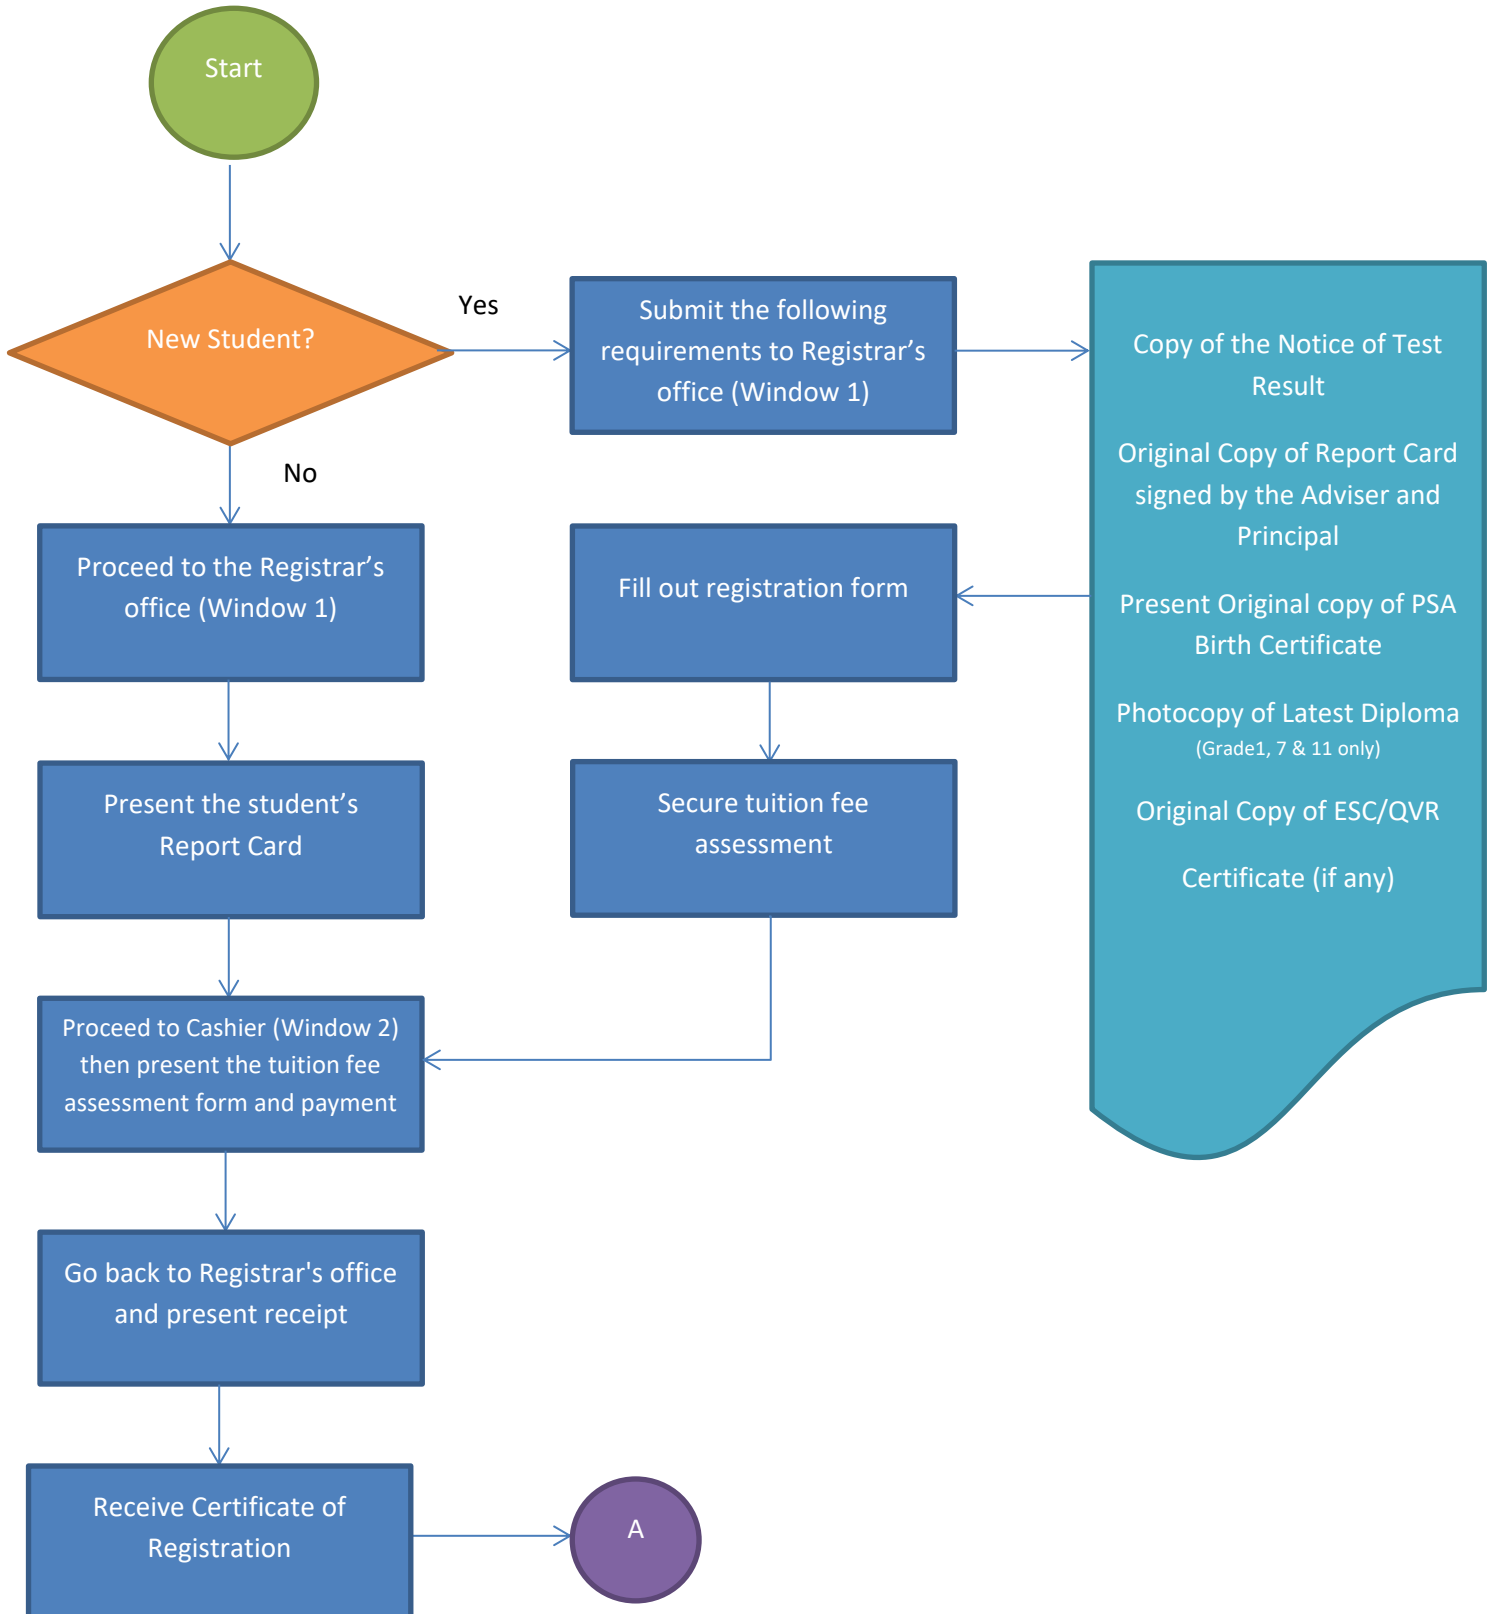 Start
New Student?
Yes
No
Submit the following
requirements to Registrar’s
office (Window 1)
Copy of the Notice of Test
Result
Original Copy of Report Card
signed by the Adviser and
Principal
Present Original copy of PSA
Birth Certificate
Photocopy of Latest Diploma
(Grade1, 7 & 11 only)
Original Copy of ESC/QVR
Certificate (if any)
Fill out registration form
Secure tuition fee
assessment
Proceed to the Registrar’s
office (Window 1)
Present the student’s
Report Card
Proceed to Cashier (Window 2)
then present the tuition fee
assessment form and payment
Go back to Registrar's office
and present receipt
Receive Certificate of
Registration
A